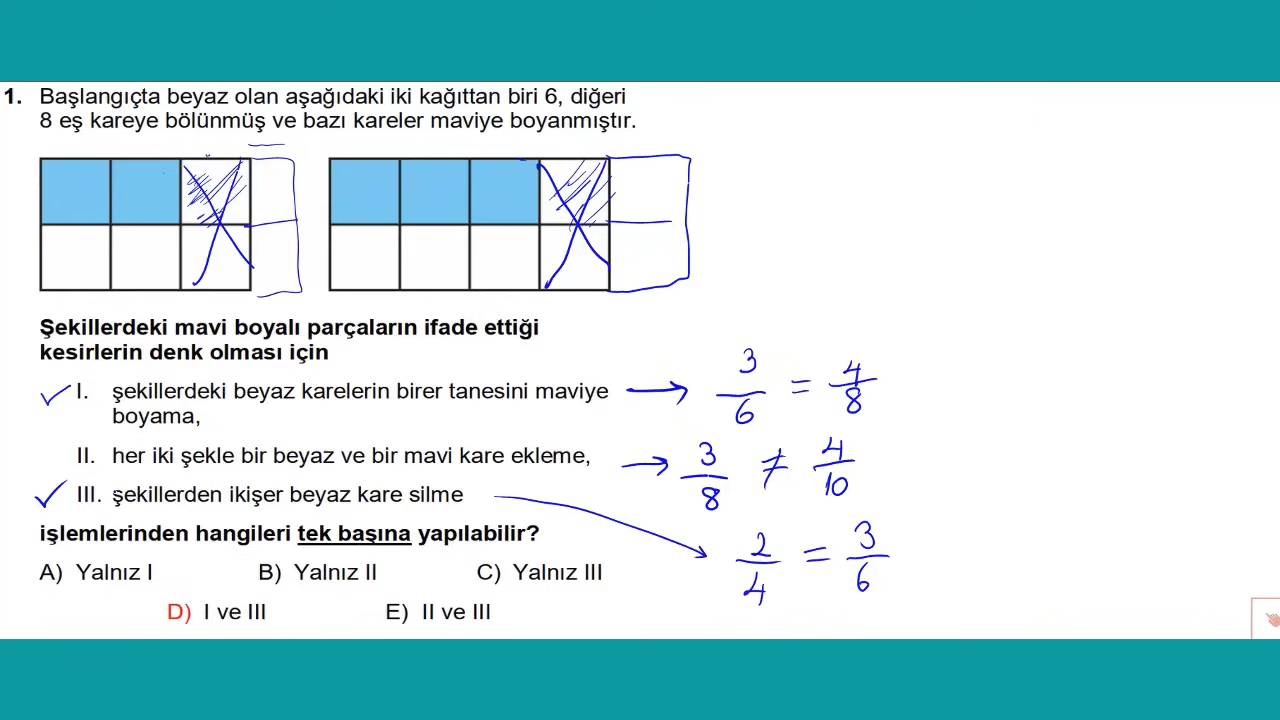 1. Başlangıçta beyaz olan aşağıdaki iki kağıttan biri 6, diğeri
8 eş kareye bölünmüş ve bazı kareler maviye boyanmıştır.
Şekillerdeki mavi boyalı parçaların ifade ettiği
kesirlerin denk olması için
I. şekillerdeki beyaz karelerin birer tanesini maviye
boyama,
3/6 = 4/8
II. her iki şekle bir beyaz ve bir mavi kare ekleme,
3/8 ≠ 4/10
III. şekillerden ikişer beyaz kare silme
2/4 = 3/6
işlemlerinden hangileri tek başına yapılabilir?
A) Yalnız I B) Yalnız II C) Yalnız III
D) I ve III E) II ve III